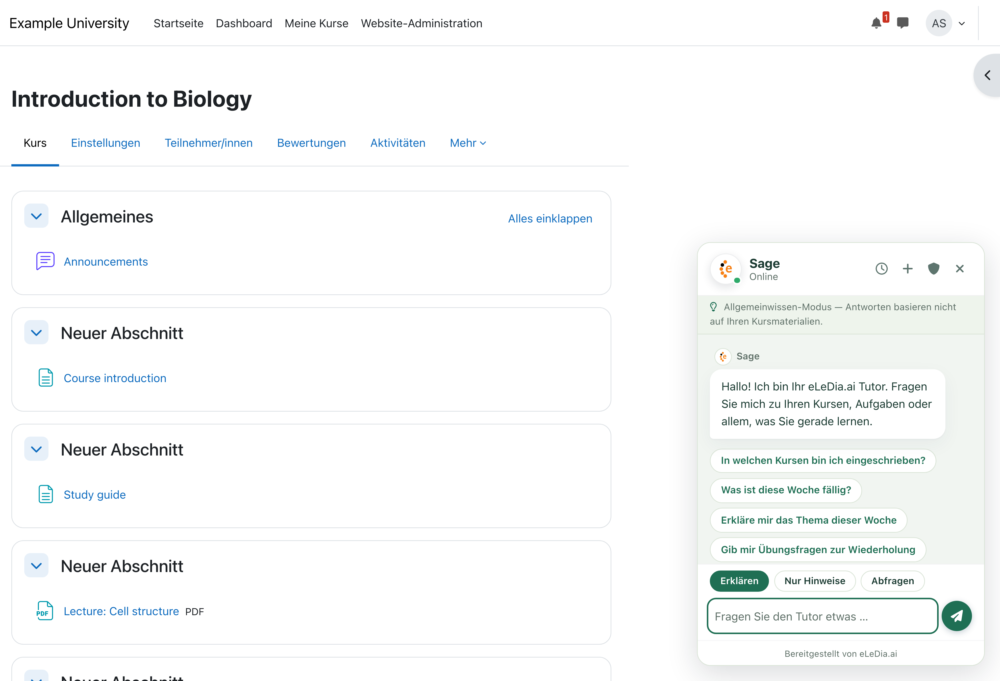 Example University
Startseite
Dashboard
Meine Kurse
Website-Administration
1
AS
Introduction to Biology
Kurs
Einstellungen
Teilnehmer/innen
Bewertungen
Aktivitäten
Mehr
Allgemeines
Alles einklappen
Announcements
Neuer Abschnitt
Course introduction
Neuer Abschnitt
Study guide
Neuer Abschnitt
PDF
Lecture: Cell structure PDF
Neuer Abschnitt
e
Sage
Online
Allgemeinwissen-Modus — Antworten basieren nicht
auf Ihren Kursmaterialien.
e
Sage
Hallo! Ich bin Ihr eLeDia.ai Tutor. Fragen
Sie mich zu Ihren Kursen, Aufgaben oder
allem, was Sie gerade lernen.
In welchen Kursen bin ich eingeschrieben?
Was ist diese Woche fällig?
Erkläre mir das Thema dieser Woche
Gib mir Übungsfragen zur Wiederholung
Erklären
Nur Hinweise
Abfragen
Fragen Sie den Tutor etwas ...
Bereitgestellt von eLeDia.ai